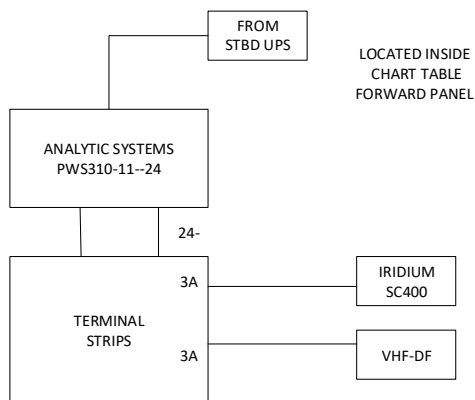 FROM
STBD UPS
LOCATED INSIDE
CHART TABLE
FORWARD PANEL
ANALYTIC SYSTEMS
PWS310-11--24
24-
3A
IRIDIUM
SC400
TERMINAL
STRIPS
3A
VHF-DF